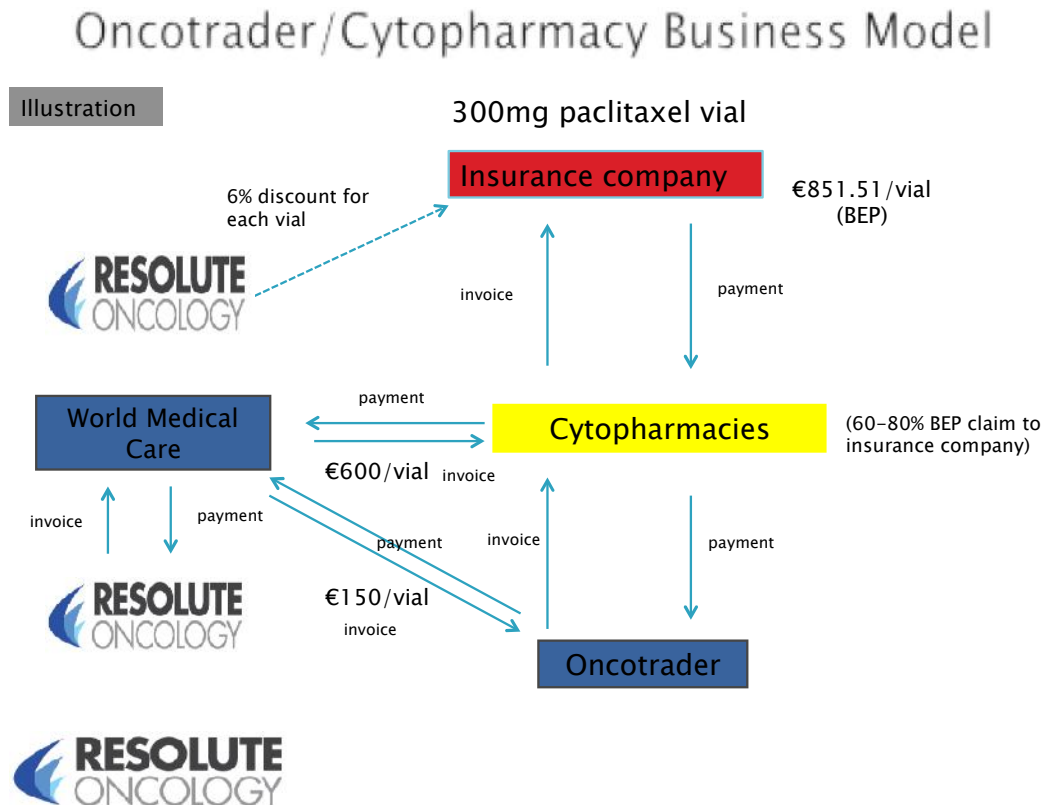 Oncotrader/Cytopharmacy Business Model
Illustration
300mg paclitaxel vial
Insurance company
€851.51/vial
(BEP)
6% discount for
each vial
RESOLUTE
ONCOLOGY
invoice
payment
World Medical
Care
payment
Cytopharmacies
(60-80% BEP claim to
insurance company)
€600/vial
invoice
invoice
payment
payment
invoice
payment
RESOLUTE
ONCOLOGY
€150/vial
invoice
Oncotrader
RESOLUTE
ONCOLOGY